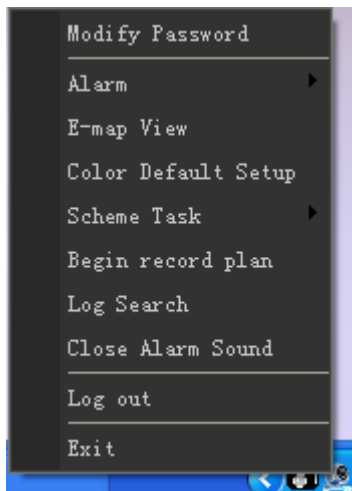 Modify Password
Alarm
E-map View
Color Default Setup
Scheme Task
Begin record plan
Log Search
Close Alarm Sound
Log out
Exit